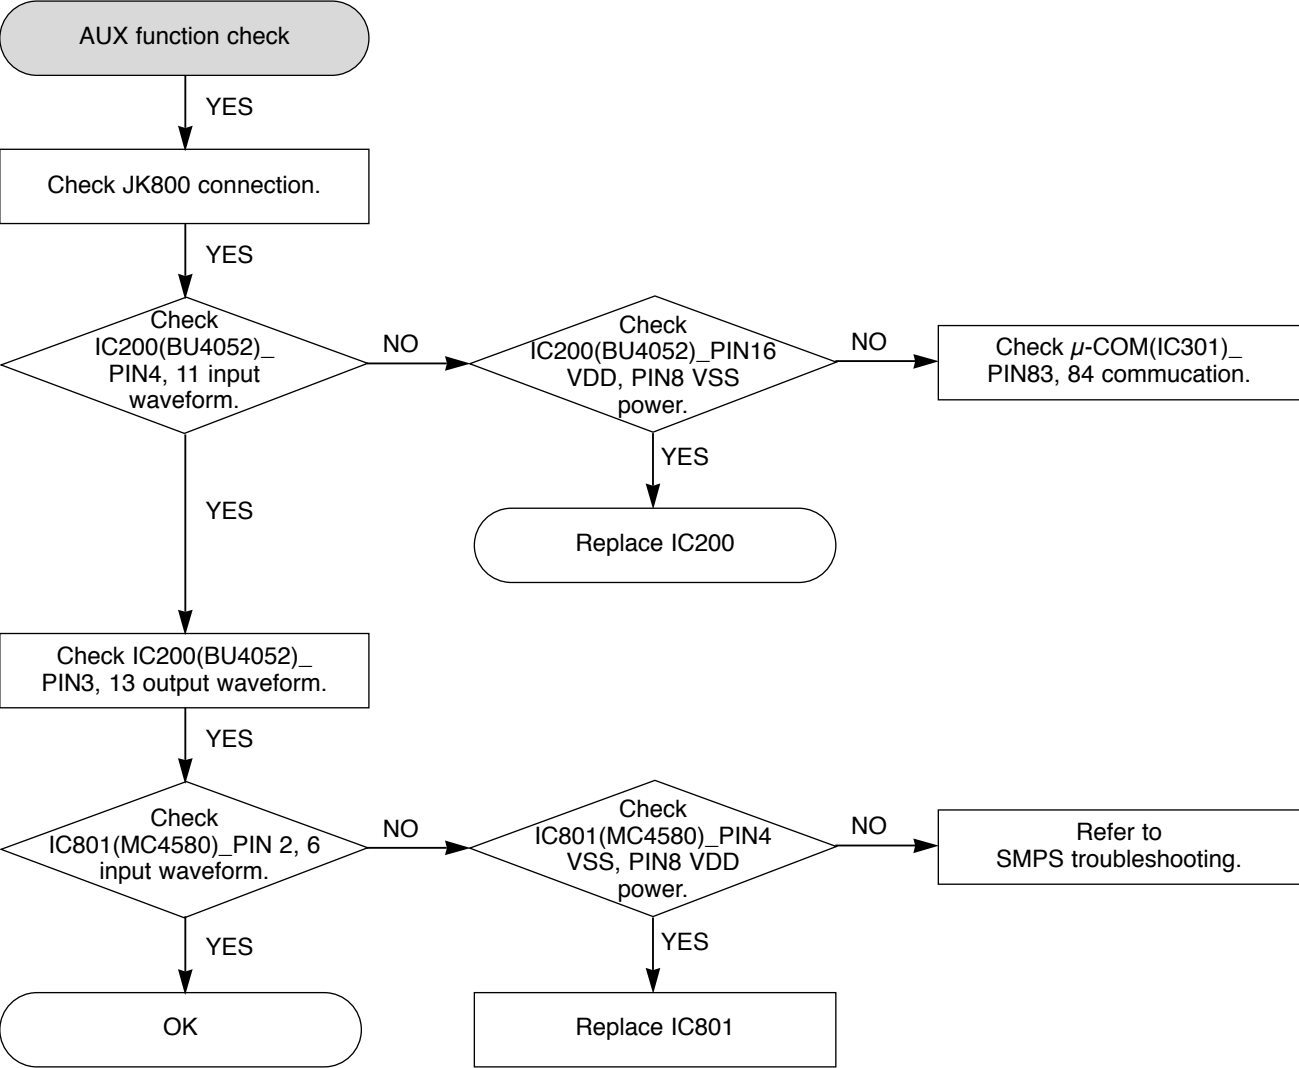 AUX function check
YES
Check JK800 connection.
YES
Check
IC200(BU4052)_
PIN4, 11 input
waveform.
NO
Check
IC200(BU4052)_PIN16
VDD, PIN8 VSS
power.
NO
Check µ-COM(IC301)_
PIN83, 84 commucation.
YES
Replace IC200
YES
Check IC200(BU4052)_
PIN3, 13 output waveform.
YES
Check
IC801(MC4580)_PIN 2, 6
input waveform.
NO
Check
IC801(MC4580)_PIN4
VSS, PIN8 VDD
power.
NO
Refer to
SMPS troubleshooting.
YES
OK
YES
Replace IC801